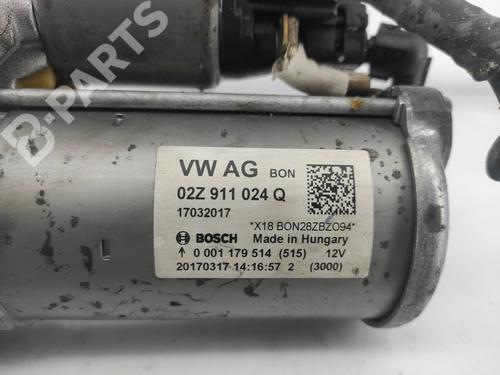 B-PARTS
VW AG BON
02Z 911 024 Q
17032017
*X18 BON28ZBZO94*
BOSCH Made in Hungary
0 001 179 514 (515) 12V
20170317 14:16:57 2 (3000)